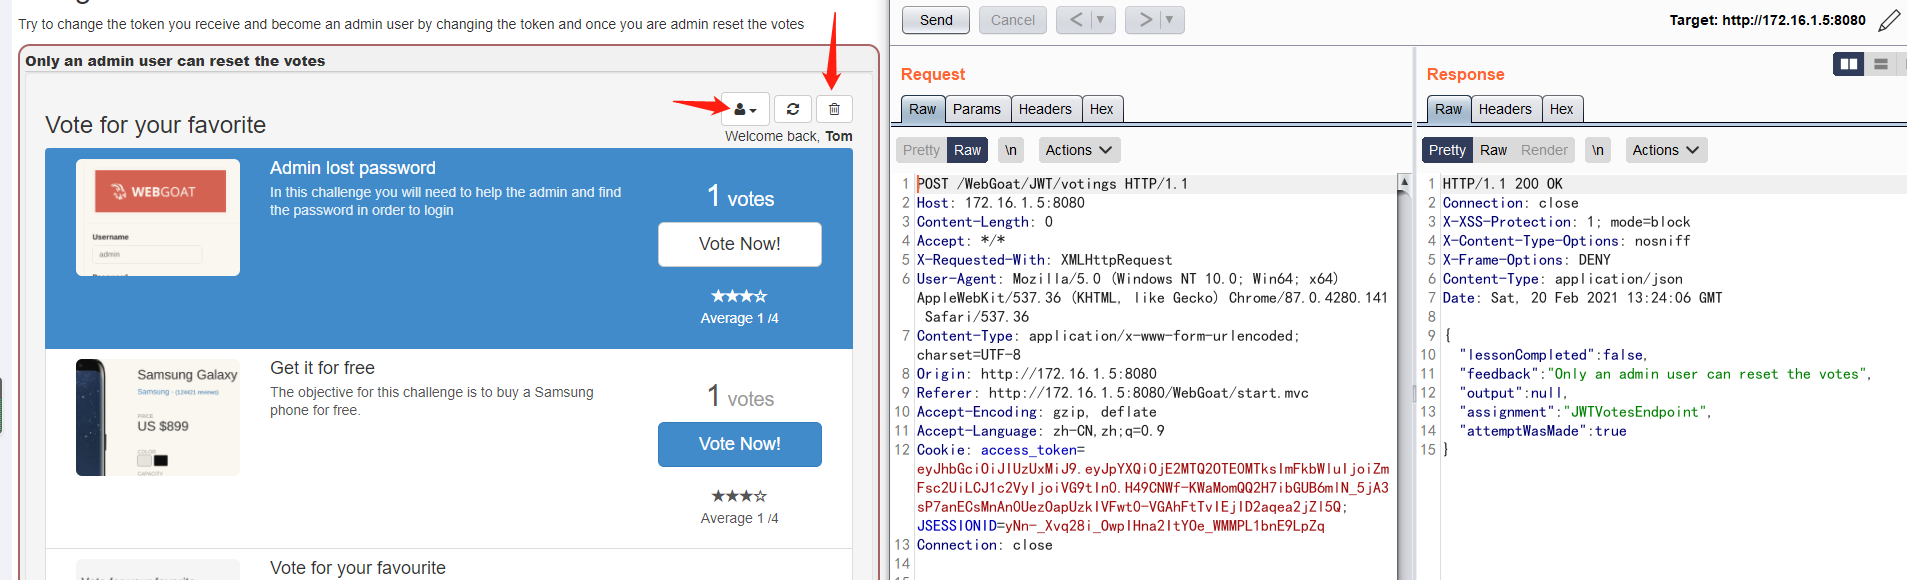 Try to change the token you receive and become an admin user by changing the token and once you are admin reset the votes
Only an admin user can reset the votes
Vote for your favorite
Welcome back, Tom
WEBGOAT
Username
admin
Admin lost password
In this challenge you will need to help the admin and find
the password in order to login
1 votes
Vote Now!
Average 1 /4
Samsung Galaxy
Samsung - (124421 reviews)
PRICE
US $899
COLOR
CAPACITY
Get it for free
The objective for this challenge is to buy a Samsung
phone for free.
1 votes
Vote Now!
Average 1 /4
Vote for your favourite
Send
Cancel
<
>
Target: http://172.16.1.5:8080
Request
Raw
Params
Headers
Hex
Pretty
Raw
\n
Actions
1 POST /WebGoat/JWT/votings HTTP/1.1
2 Host: 172.16.1.5:8080
3 Content-Length: 0
4 Accept: */*
5 X-Requested-With: XMLHttpRequest
6 User-Agent: Mozilla/5.0 (Windows NT 10.0; Win64; x64)
AppleWebKit/537.36 (KHTML, like Gecko) Chrome/87.0.4280.141
Safari/537.36
7 Content-Type: application/x-www-form-urlencoded;
charset=UTF-8
8 Origin: http://172.16.1.5:8080
9 Referer: http://172.16.1.5:8080/WebGoat/start.mvc
10 Accept-Encoding: gzip, deflate
11 Accept-Language: zh-CN,zh;q=0.9
12 Cookie: access_token=
eyJhbGciOiJIUzUxMiJ9.eyJpYXQiOjE2MTQ2OTE0MTksImFkbWluIjoiZm
Fsc2UiLCJ1c2VyIjoiVG9tIn0.H49CNWf-KWaMomQQ2H7ibGUB6mIN_5jA3
sP7anECsMnAnOUezOapUzkIVFwtO-VGAhFtTvIEjID2aqea2jZI5Q;
JSESSIONID=yNn-_Xvq28i_OwpIHna2ItYOe_WMMPL1bnE9LpZq
13 Connection: close
14
Response
Raw
Headers
Hex
Pretty
Raw
Render
\n
Actions
1 HTTP/1.1 200 OK
2 Connection: close
3 X-XSS-Protection: 1; mode=block
4 X-Content-Type-Options: nosniff
5 X-Frame-Options: DENY
6 Content-Type: application/json
7 Date: Sat, 20 Feb 2021 13:24:06 GMT
8
9 {
10 "lessonCompleted":false,
11 "feedback":"Only an admin user can reset the votes",
12 "output":null,
13 "assignment":"JWTVotesEndpoint",
14 "attemptWasMade":true
15 }